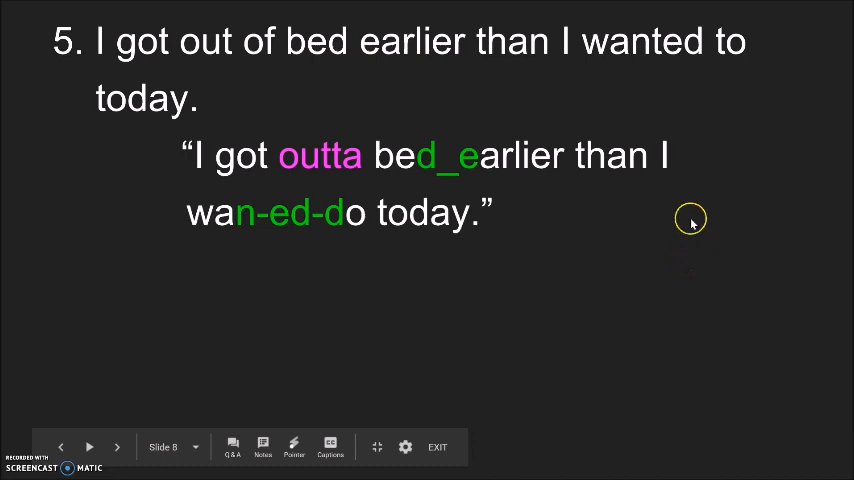 5. I got out of bed earlier than I wanted to
today.
“I got outta bed_earlier than I
wan-ed-do today.”
Slide 8
Q & A
Notes
Pointer
CC
Captions
EXIT
RECORDED WITH
SCREENCAST MATIC